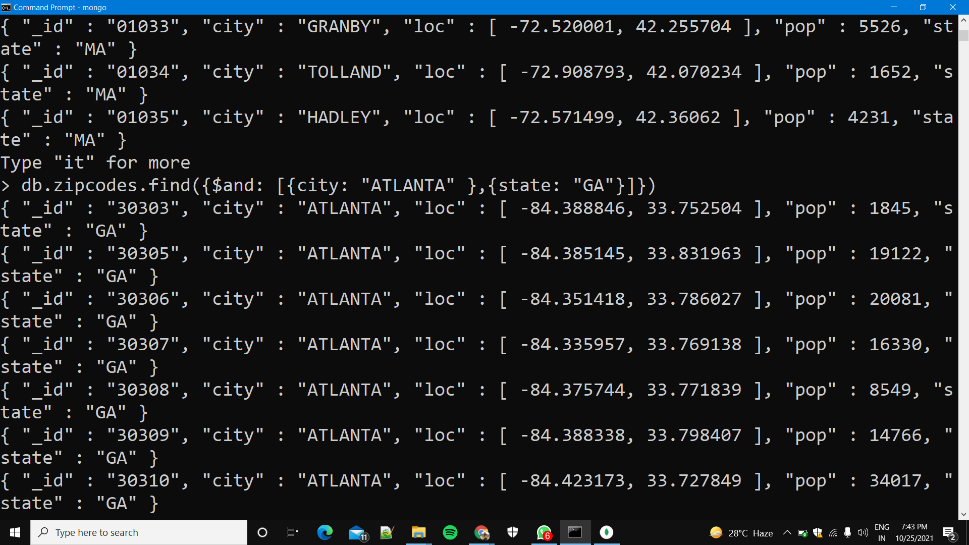 Command Prompt - mongo
{ "_id" : "01033", "city" : "GRANBY", "loc" : [ -72.520001, 42.255704 ], "pop" : 5526, "st
ate" : "MA" }
{ "_id" : "01034", "city" : "TOLLAND", "loc" : [ -72.908793, 42.070234 ], "pop" : 1652, "s
tate" : "MA" }
{ "_id" : "01035", "city" : "HADLEY", "loc" : [ -72.571499, 42.36062 ], "pop" : 4231, "sta
te" : "MA" }
Type "it" for more
> db.zipcodes.find({$and: [{city: "ATLANTA" },{state: "GA"}]})
{ "_id" : "30303", "city" : "ATLANTA", "loc" : [ -84.388846, 33.752504 ], "pop" : 1845, "s
tate" : "GA" }
{ "_id" : "30305", "city" : "ATLANTA", "loc" : [ -84.385145, 33.831963 ], "pop" : 19122, "
state" : "GA" }
{ "_id" : "30306", "city" : "ATLANTA", "loc" : [ -84.351418, 33.786027 ], "pop" : 20081, "
state" : "GA" }
{ "_id" : "30307", "city" : "ATLANTA", "loc" : [ -84.335957, 33.769138 ], "pop" : 16330, "
state" : "GA" }
{ "_id" : "30308", "city" : "ATLANTA", "loc" : [ -84.375744, 33.771839 ], "pop" : 8549, "s
tate" : "GA" }
{ "_id" : "30309", "city" : "ATLANTA", "loc" : [ -84.388338, 33.798407 ], "pop" : 14766, "
state" : "GA" }
{ "_id" : "30310", "city" : "ATLANTA", "loc" : [ -84.423173, 33.727849 ], "pop" : 34017, "
state" : "GA" }
Type here to search
11
6
28°C Haze
ENG
IN
7:43 PM
10/25/2021
2